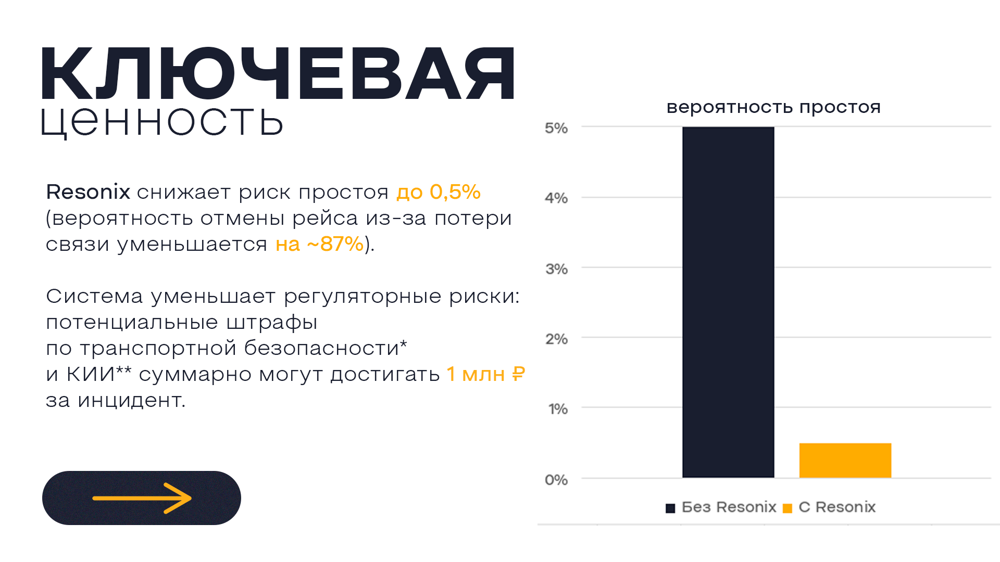 КЛЮЧЕВАЯ
ценность
Resonix снижает риск простоя до 0,5%
(вероятность отмены рейса из-за потери
связи уменьшается на ~87%).
Система уменьшает регуляторные риски:
потенциальные штрафы
по транспортной безопасности*
и КИИ** суммарно могут достигать 1 млн ₽
за инцидент.
вероятность простоя
5%
4%
3%
2%
1%
0%
Без Resonix С Resonix